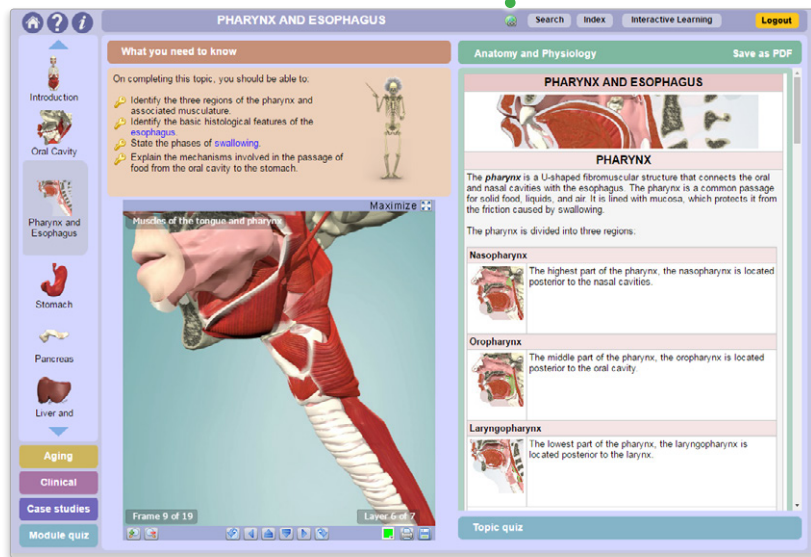 PHARYNX AND ESOPHAGUS
Search
Index
Interactive Learning
Logout
Introduction
Oral Cavity
Pharynx and
Esophagus
Stomach
Pancreas
Liver and
Aging
Clinical
Case studies
Module quiz
What you need to know
On completing this topic, you should be able to:
Identify the three regions of the pharynx and
associated musculature.
Identify the basic histological features of the
esophagus.
State the phases of swallowing.
Explain the mechanisms involved in the passage of
food from the oral cavity to the stomach.
Maximize
Muscles of the tongue and pharynx
Frame 9 of 19
Layer 6 of 7
Anatomy and Physiology
Save as PDF
PHARYNX AND ESOPHAGUS
PHARYNX
The pharynx is a U-shaped fibromuscular structure that connects the oral
and nasal cavities with the esophagus. The pharynx is a common passage
for solid food, liquids, and air. It is lined with mucosa, which protects it from
the friction caused by swallowing.
The pharynx is divided into three regions:
Nasopharynx
The highest part of the pharynx, the nasopharynx is located
posterior to the nasal cavities.
Oropharynx
The middle part of the pharynx, the oropharynx is located
posterior to the oral cavity.
Laryngopharynx
The lowest part of the pharynx, the laryngopharynx is
located posterior to the larynx.
Topic quiz